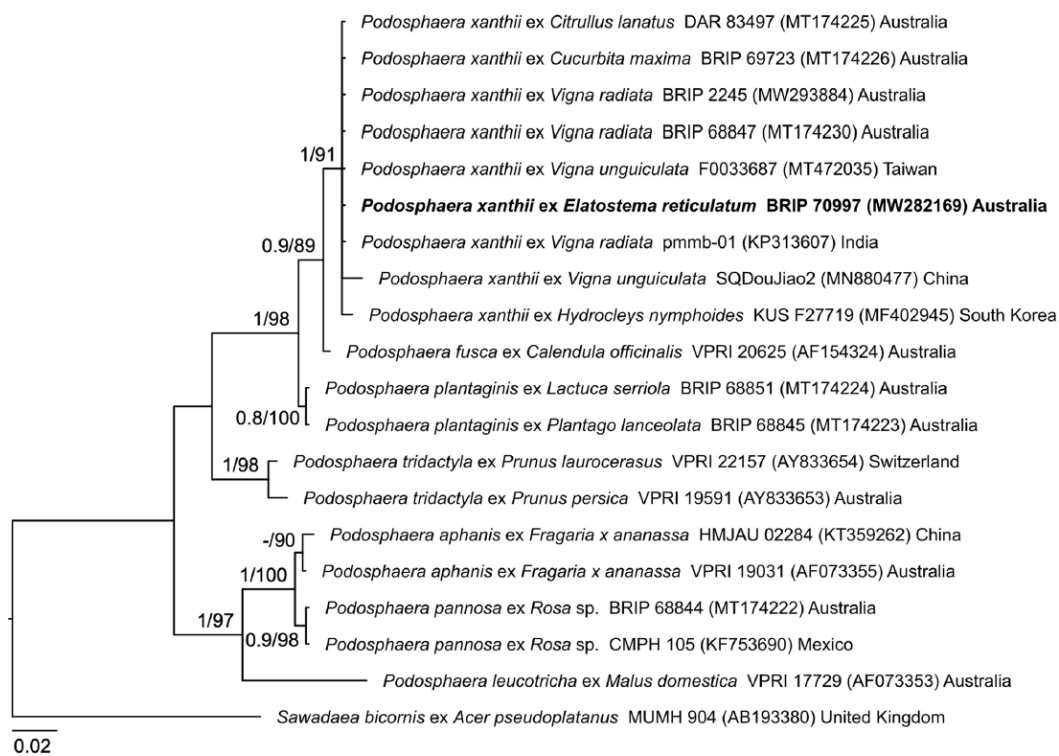 Podosphaera xanthii ex Citrullus lanatus DAR 83497 (MT174225) Australia
Podosphaera xanthii ex Cucurbita maxima BRIP 69723 (MT174226) Australia
Podosphaera xanthii ex Vigna radiata BRIP 2245 (MW293884) Australia
Podosphaera xanthii ex Vigna radiata BRIP 68847 (MT174230) Australia
1/91
Podosphaera xanthii ex Vigna unguiculata F0033687 (MT472035) Taiwan
Podosphaera xanthii ex Elatostema reticulatum BRIP 70997 (MW282169) Australia
0.9/89
Podosphaera xanthii ex Vigna radiata pmmb-01 (KP313607) India
Podosphaera xanthii ex Vigna unguiculata SQDouJiao2 (MN880477) China
1/98
Podosphaera xanthii ex Hydrocleys nymphoides KUS F27719 (MF402945) South Korea
Podosphaera fusca ex Calendula officinalis VPRI 20625 (AF154324) Australia
Podosphaera plantaginis ex Lactuca serriola BRIP 68851 (MT174224) Australia
0.8/100
Podosphaera plantaginis ex Plantago lanceolata BRIP 68845 (MT174223) Australia
1/98
Podosphaera tridactyla ex Prunus laurocerasus VPRI 22157 (AY833654) Switzerland
Podosphaera tridactyla ex Prunus persica VPRI 19591 (AY833653) Australia
-/90
Podosphaera aphanis ex Fragaria x ananassa HMJAU 02284 (KT359262) China
1/100
Podosphaera aphanis ex Fragaria x ananassa VPRI 19031 (AF073355) Australia
Podosphaera pannosa ex Rosa sp. BRIP 68844 (MT174222) Australia
1/97
0.9/98
Podosphaera pannosa ex Rosa sp. CMPH 105 (KF753690) Mexico
Podosphaera leucotricha ex Malus domestica VPRI 17729 (AF073353) Australia
Sawadaea bicornis ex Acer pseudoplatanus MUMH 904 (AB193380) United Kingdom
0.02